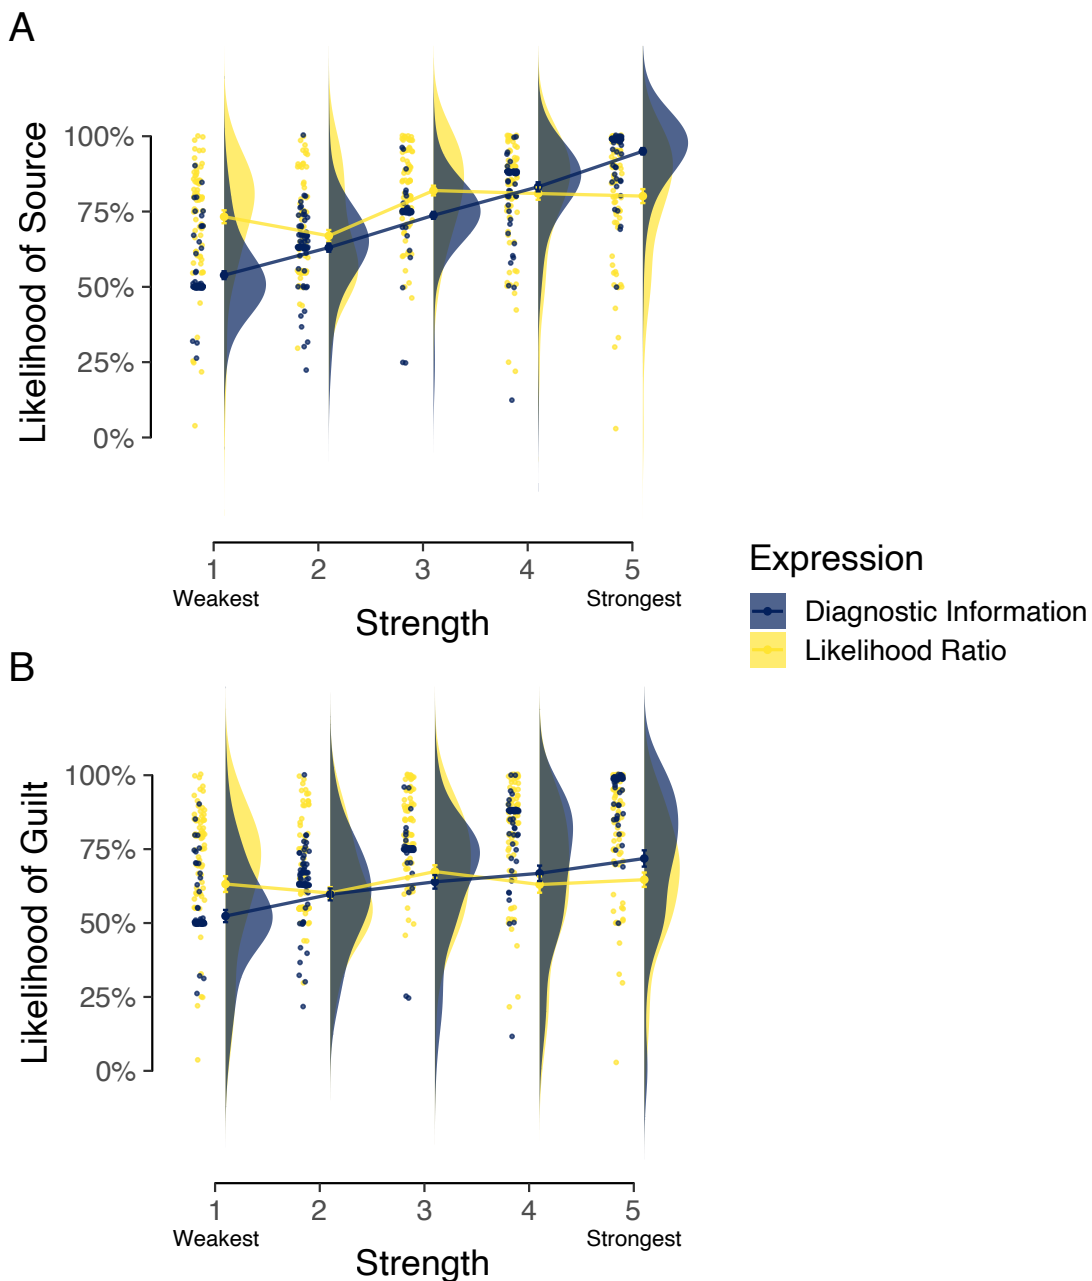 A
Likelihood of Source
100%
75%
50%
25%
0%
1
2
3
4
5
Weakest
Strongest
Strength
Expression
Diagnostic Information
Likelihood Ratio
B
Likelihood of Guilt
100%
75%
50%
25%
0%
1
2
3
4
5
Weakest
Strongest
Strength